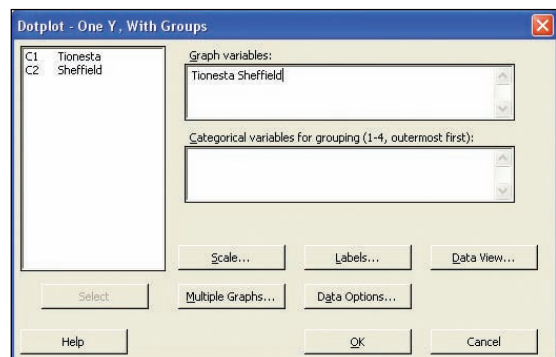 Dotplot - One Y, With Groups
C1 Tionesta
C2 Sheffield
Graph variables:
Tionesta Sheffield
Categorical variables for grouping (1-4, outermost first):
Scale...
Labels...
Data View...
Select
Multiple Graphs...
Data Options...
Help
OK
Cancel